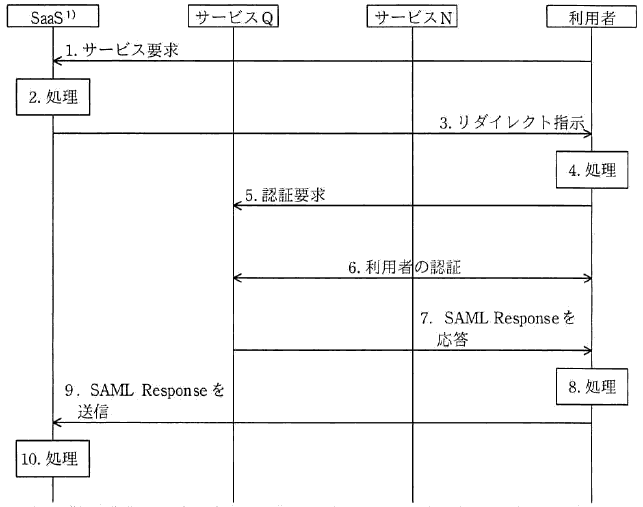 SaaS¹⁾
サービスQ
サービスN
利用者
1. サービス要求
2. 処理
3. リダイレクト指示
4. 処理
5. 認証要求
6. 利用者の認証
7. SAML Responseを
応答
8. 処理
9. SAML Responseを
送信
10. 処理